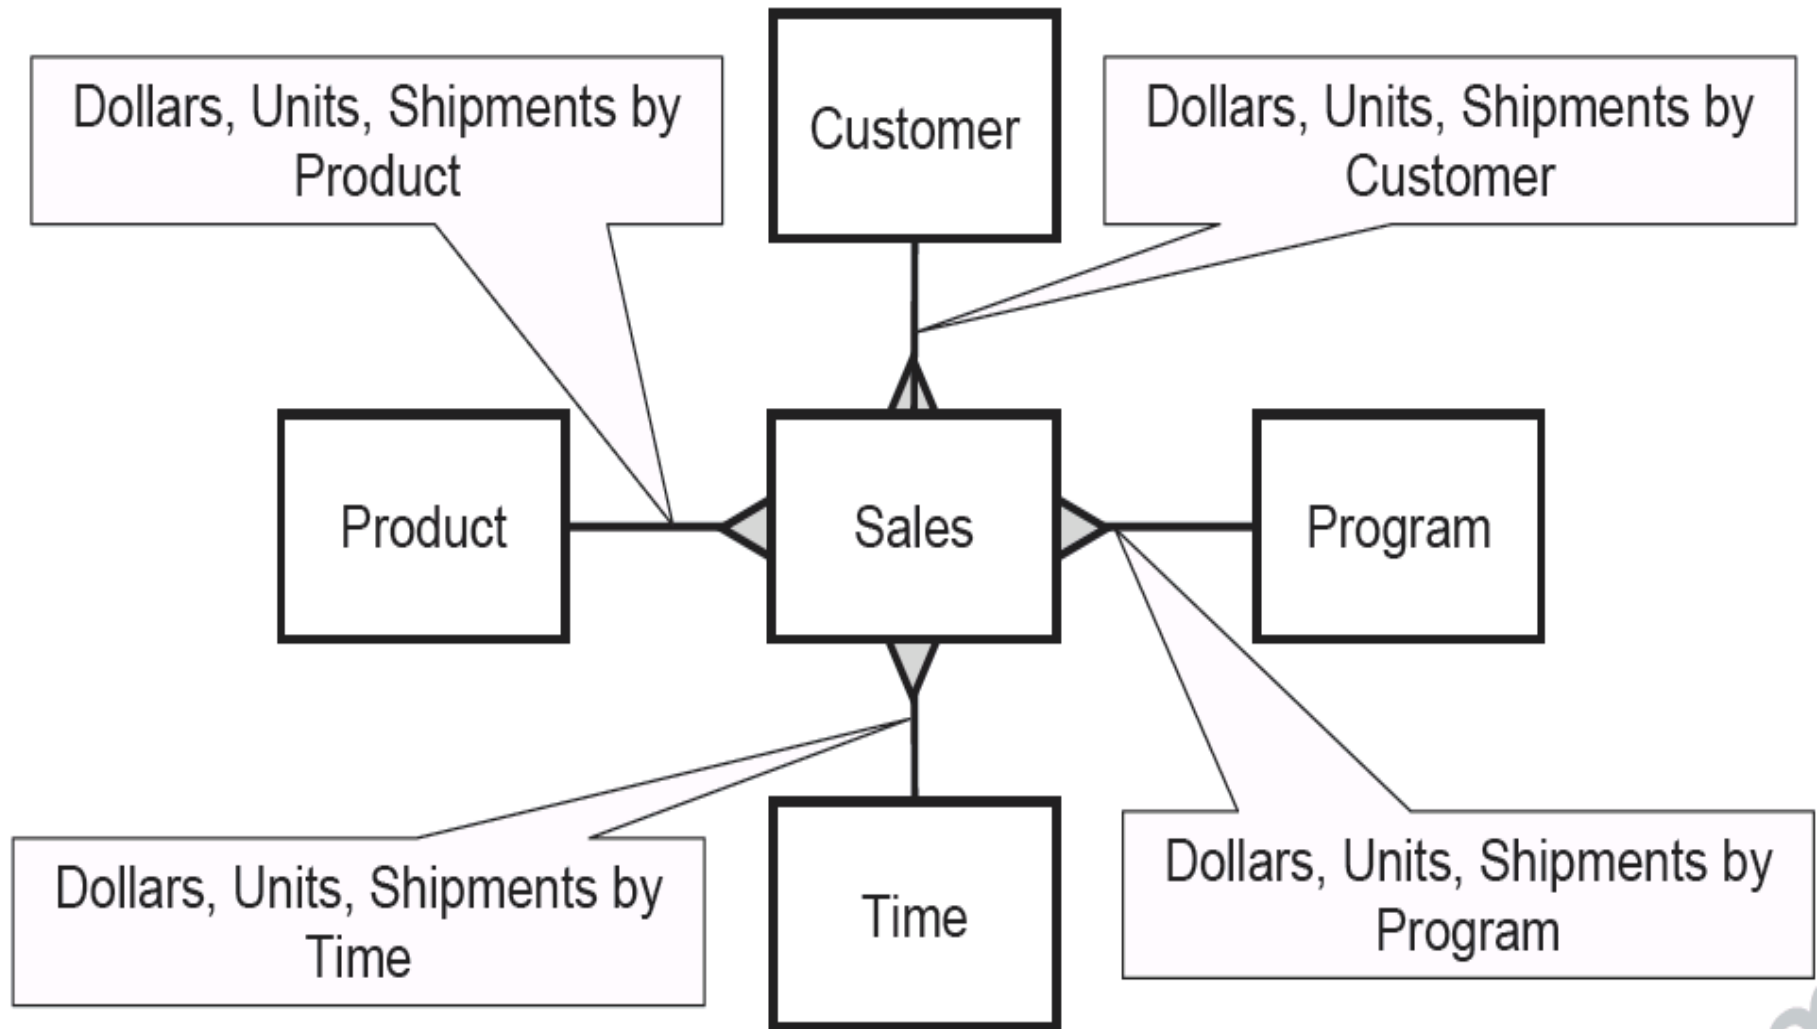 Customer
Dollars, Units, Shipments by
Product
Dollars, Units, Shipments by
Customer
Product
Sales
Program
Dollars, Units, Shipments by
Time
Time
Dollars, Units, Shipments by
Program